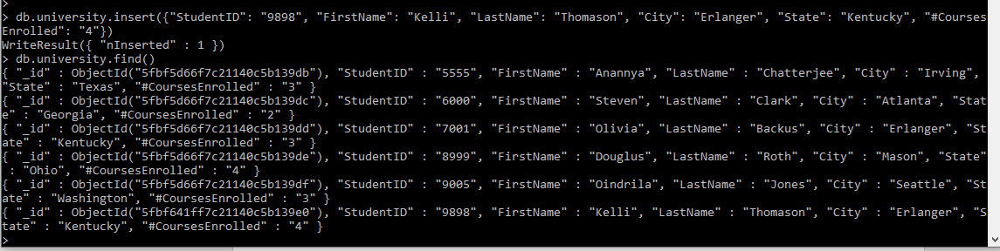 >
> db.university.insert({"StudentID": "9898", "FirstName": "Kelli", "LastName": "Thomason", "City": "Erlanger", "State": "Kentucky", "#Courses
Enrolled": "4"})
WriteResult({ "nInserted" : 1 })
> db.university.find()
{ "_id" : ObjectId("5fbf5d66f7c21140c5b139db"), "StudentID" : "5555", "FirstName" : "Anannya", "LastName" : "Chatterjee", "City" : "Irving",
"State" : "Texas", "#CoursesEnrolled" : "3" }
{ "_id" : ObjectId("5fbf5d66f7c21140c5b139dc"), "StudentID" : "6000", "FirstName" : "Steven", "LastName" : "Clark", "City" : "Atlanta", "Stat
e" : "Georgia", "#CoursesEnrolled" : "2" }
{ "_id" : ObjectId("5fbf5d66f7c21140c5b139dd"), "StudentID" : "7001", "FirstName" : "Olivia", "LastName" : "Backus", "City" : "Erlanger", "St
ate" : "Kentucky", "#CoursesEnrolled" : "3" }
{ "_id" : ObjectId("5fbf5d66f7c21140c5b139de"), "StudentID" : "8999", "FirstName" : "Douglus", "LastName" : "Roth", "City" : "Mason", "State"
: "Ohio", "#CoursesEnrolled" : "4" }
{ "_id" : ObjectId("5fbf5d66f7c21140c5b139df"), "StudentID" : "9005", "FirstName" : "Oindrila", "LastName" : "Jones", "City" : "Seattle", "St
ate" : "Washington", "#CoursesEnrolled" : "3" }
{ "_id" : ObjectId("5fbf641ff7c21140c5b139e0"), "StudentID" : "9898", "FirstName" : "Kelli", "LastName" : "Thomason", "City" : "Erlanger", "S
tate" : "Kentucky", "#CoursesEnrolled" : "4" }
>